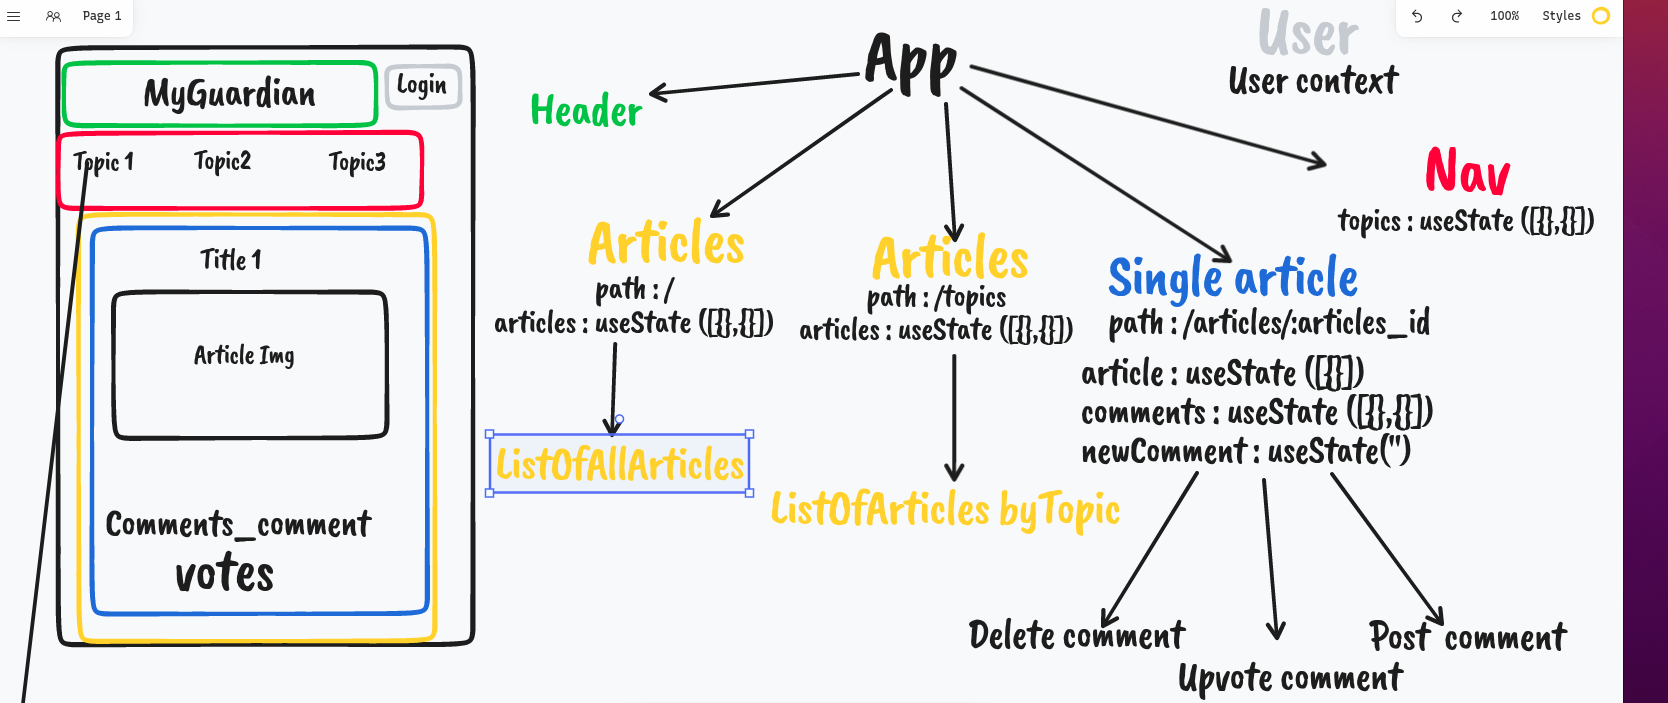 Page 1
100%
Styles
MyGuardian
Login
Topic 1
Topic2
Topic3
Title 1
Article Img
Comments_comment
votes
App
User
User context
Header
Nav
topics : useState ([{},{}])
Articles
path : /
articles : useState ([{},{}])
ListOfAllArticles
Articles
path : /topics
articles : useState ([{},{}])
ListOfArticles byTopic
Single article
path : /articles/:articles_id
article : useState ([{}])
comments : useState ([{},{}])
newComment : useState('')
Delete comment
Upvote comment
Post comment